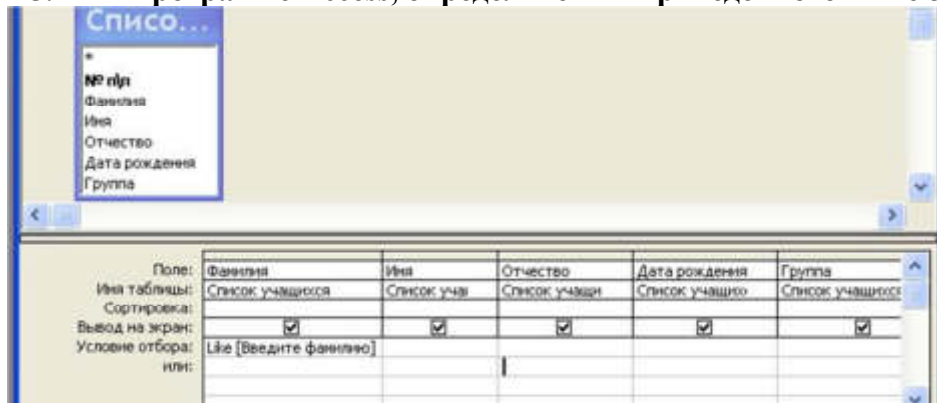 Списо...
*
№ п\п
Фамилия
Имя
Отчество
Дата рождения
Группа
Поле: Фамилия Имя Отчество Дата рождения Группа
Имя таблицы: Список учащихся Список учаι Список учащи Список учащихо Список учащихся
Сортировка:
Вывод на экран:
Условие отбора: Like [Введите фамилию]
или: